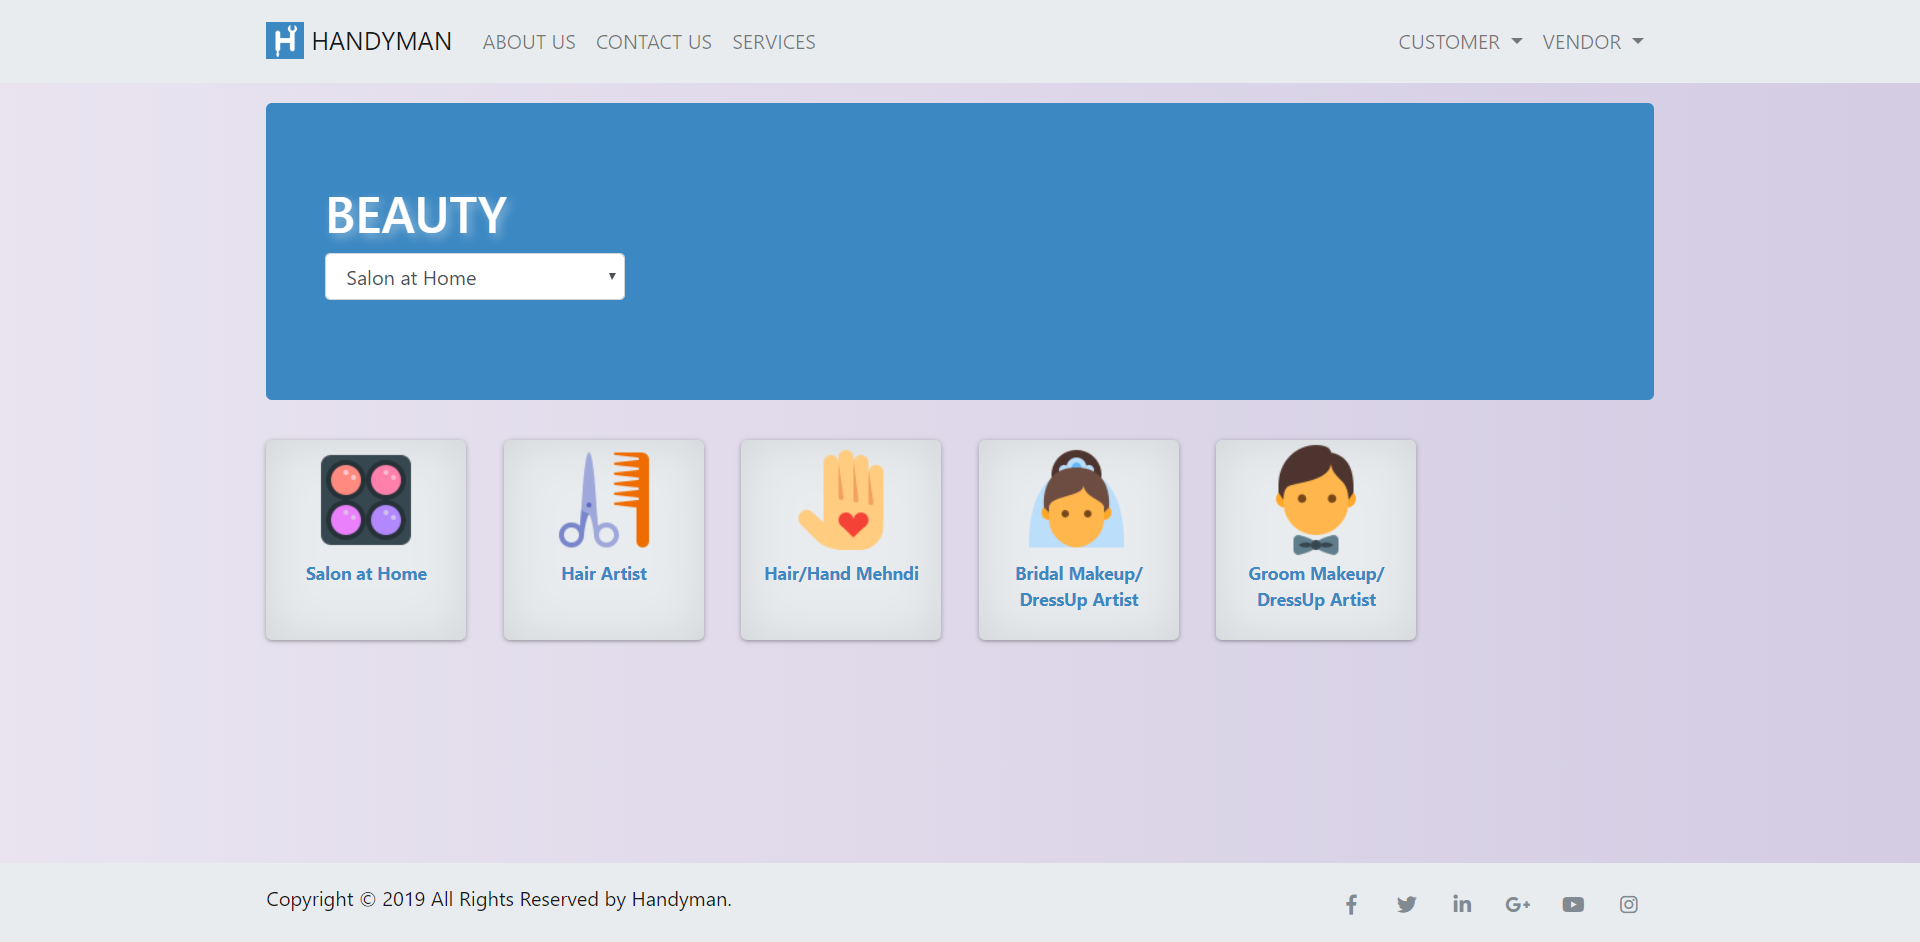 HANDYMAN ABOUT US CONTACT US SERVICES CUSTOMER VENDOR
BEAUTY
Salon at Home
Salon at Home
Hair Artist
Hair/Hand Mehndi
Bridal Makeup/
DressUp Artist
Groom Makeup/
DressUp Artist
Copyright © 2019 All Rights Reserved by Handyman.